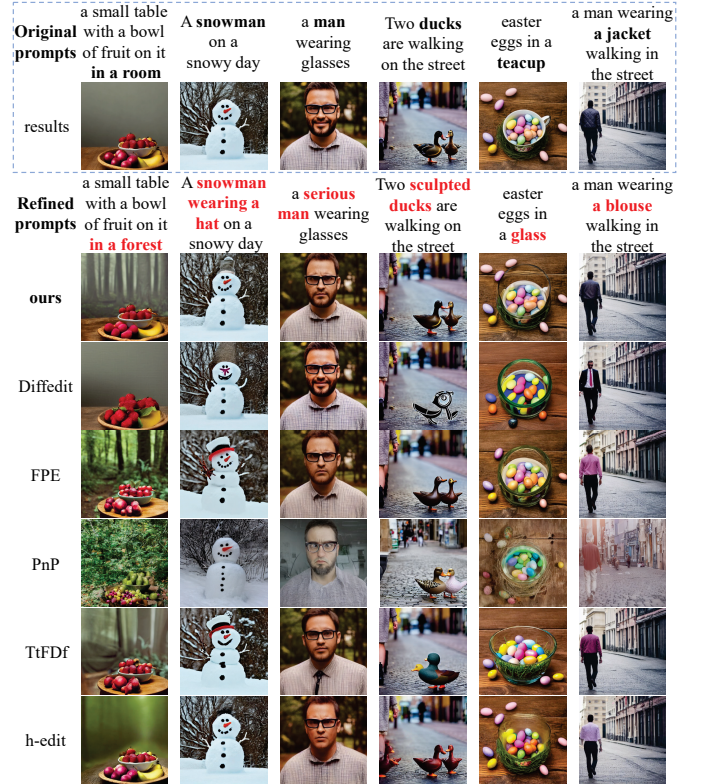 Original prompts
a small table
with a bowl
of fruit on it
in a room
A snowman
on a
snowy day
a man
wearing
glasses
Two ducks
are walking
on the street
easter
eggs in a
teacup
a man wearing
a jacket
walking in
the street
results
Refined prompts
a small table
with a bowl
of fruit on it
in a forest
A snowman
wearing a
hat on a
snowy day
a serious
man wearing
glasses
Two sculpted
ducks are
walking on
the street
easter
eggs in
a glass
a man wearing
a blouse
walking in
the street
ours
Diffedit
FPE
PnP
TtFDf
h-edit